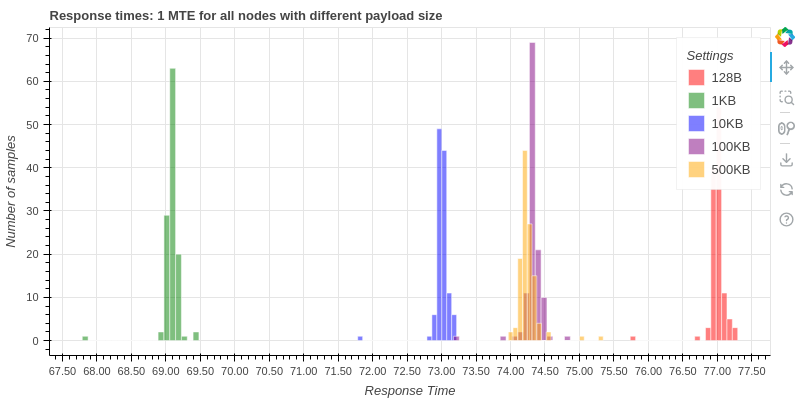 Response times: 1 MTE for all nodes with different payload size
Number of samples
70
60
50
40
30
20
10
0
Settings
128B
1KB
10KB
100KB
500KB
67.50 68.00 68.50 69.00 69.50 70.00 70.50 71.00 71.50 72.00 72.50 73.00 73.50 74.00 74.50 75.00 75.50 76.00 76.50 77.00 77.50
Response Time